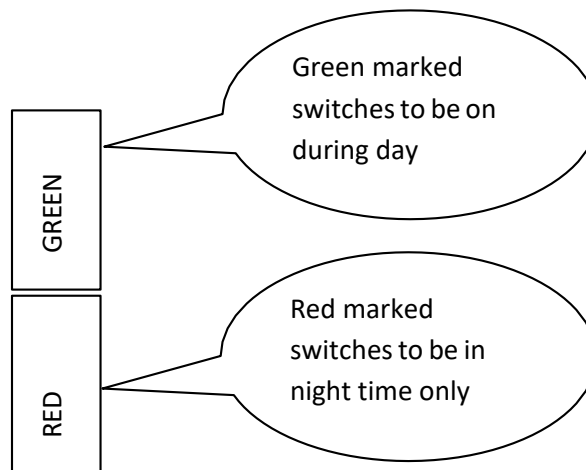 Green marked
switches to be on
during day
GREEN
Red marked
switches to be in
night time only
RED